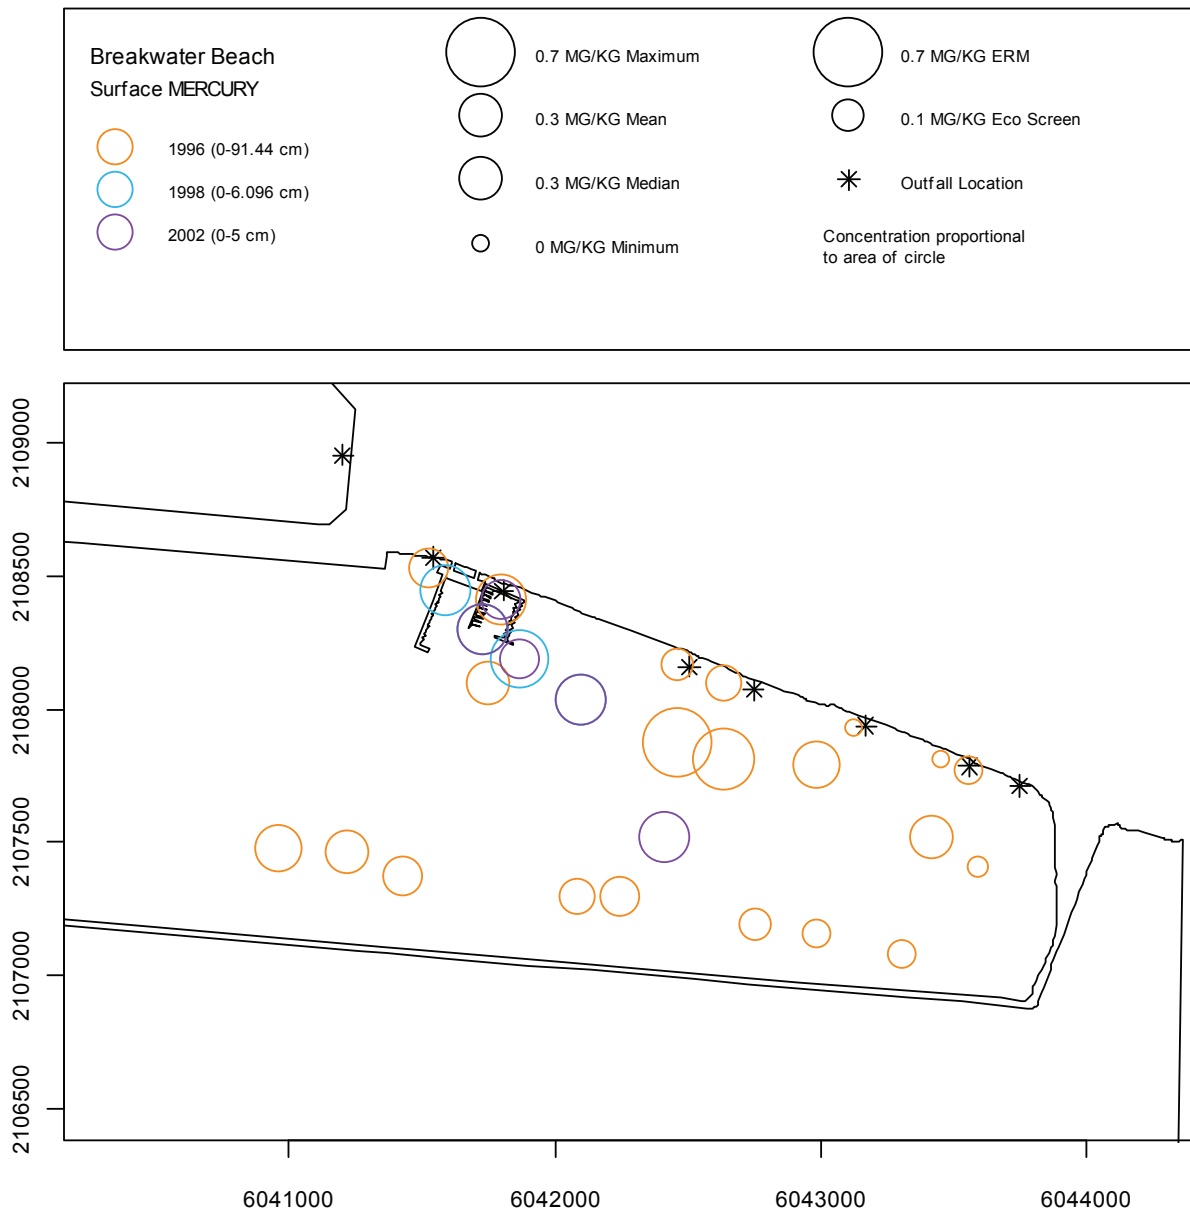 Breakwater Beach
Surface MERCURY
1996 (0-91.44 cm)
1998 (0-6.096 cm)
2002 (0-5 cm)
0.7 MG/KG Maximum
0.3 MG/KG Mean
0.3 MG/KG Median
0 MG/KG Minimum
0.7 MG/KG ERM
0.1 MG/KG Eco Screen
Outfall Location
Concentration proportional
to area of circle
2109000
2108500
2108000
2107500
2107000
2106500
6041000
6042000
6043000
6044000